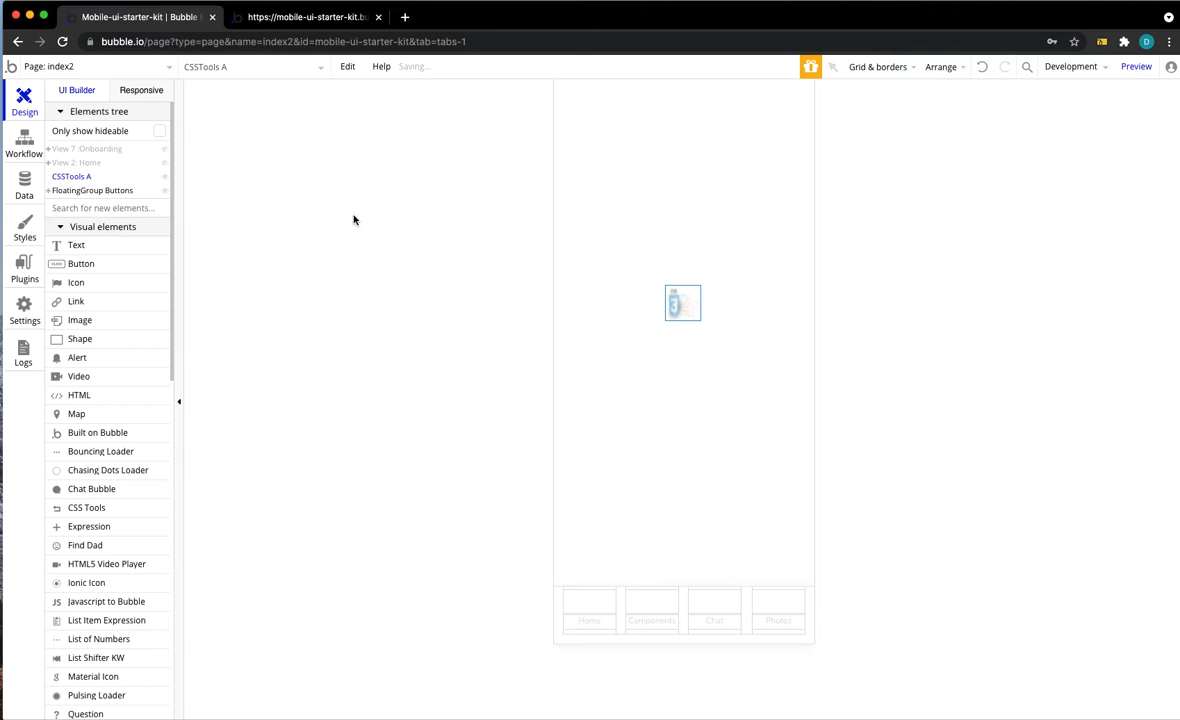 Mobile-ui-starter-kit | Bubble
https://mobile-ui-starter-kit.bu
bubble.io/page?type=page&name=index2&id=mobile-ui-starter-kit&tab=tabs-1
D
Page: index2
CSSTools A
Edit
Help
Saving...
Grid & borders
Arrange
Development
Preview
UI Builder
Responsive
Design
Elements tree
Only show hideable
View 7 :Onboarding
View 2: Home
CSSTools A
FloatingGroup Buttons
Search for new elements...
Workflow
Data
Styles
Plugins
Settings
Logs
Visual elements
Text
Button
Icon
Link
Image
Shape
Alert
Video
HTML
Map
Built on Bubble
Bouncing Loader
Chasing Dots Loader
Chat Bubble
CSS Tools
Expression
Find Dad
HTML5 Video Player
Ionic Icon
Javascript to Bubble
List Item Expression
List of Numbers
List Shifter KW
Material Icon
Pulsing Loader
Question
3
Home
Components
Chat
Photos